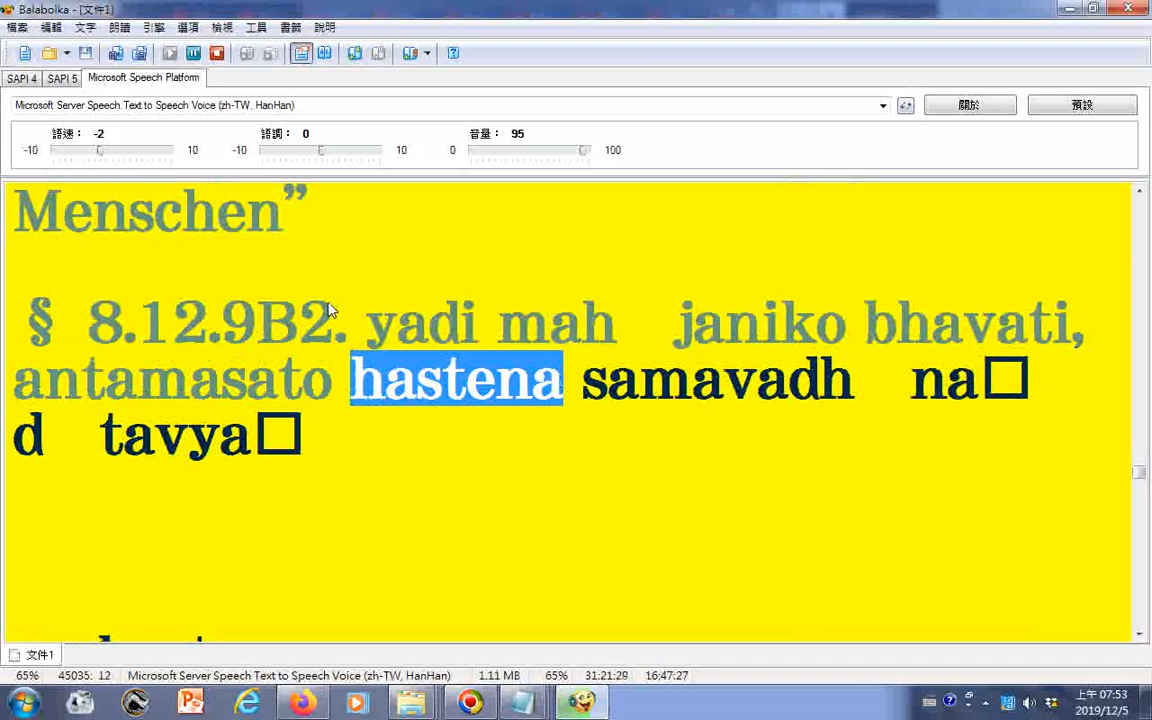 Balabolka - [文件1]
檔案 編輯 文字 朗讀 引擎 選項 檢視 工具 書籤 說明
SAPI 4 SAPI 5 Microsoft Speech Platform
Microsoft Server Speech Text to Speech Voice (zh-TW, HanHan) 關於 預設
語速： -2 語調： 0 音量： 95
-10 10 -10 10 0 100
Menschen”
§ 8.12.9B2. yadi mah janiko bhavati,
antamasato hastena samavadh na□
d tavya□
文件1
65% 45035: 12 Microsoft Server Speech Text to Speech Voice (zh-TW, HanHan) 1.11 MB 65% 31:21:29 16:47:27
上午 07:53
2019/12/5